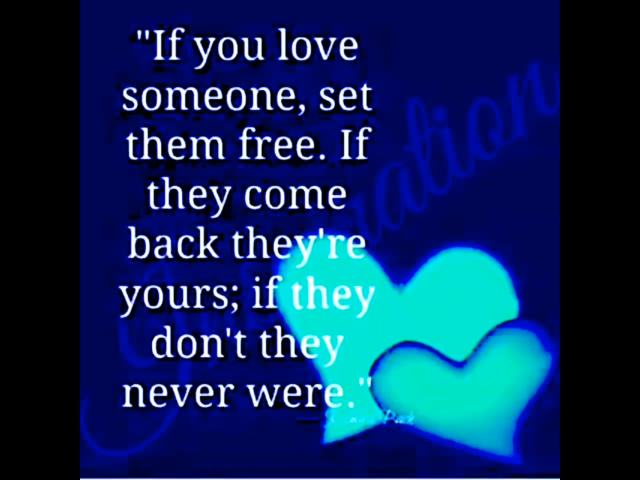 "If you love
someone, set
them free. If
they come
back they're
yours; if they
don't they
never were."